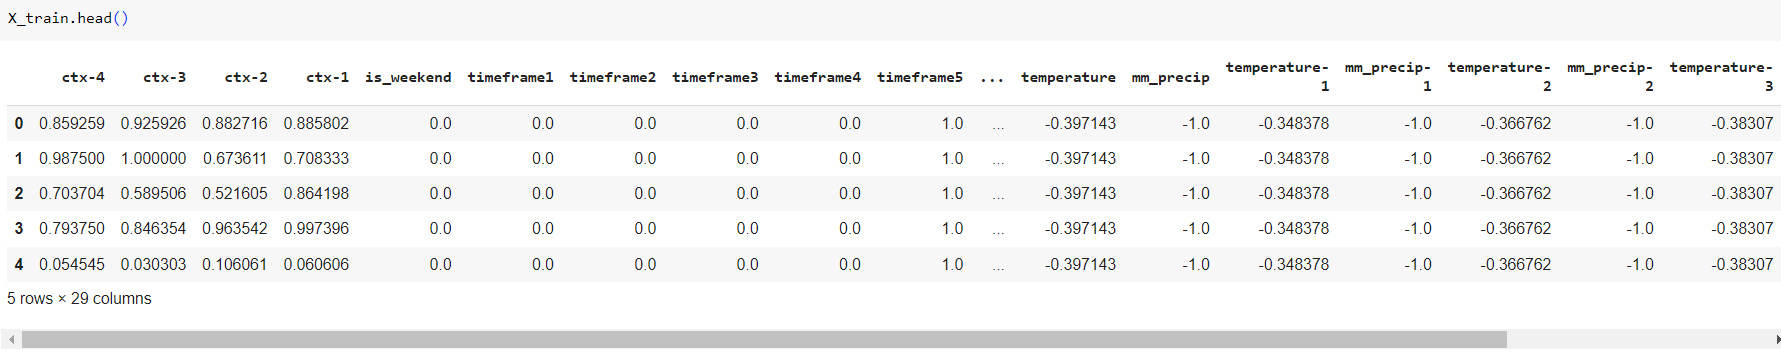 X_train.head()
ctx-4 ctx-3 ctx-2 ctx-1 is_weekend timeframe1 timeframe2 timeframe3 timeframe4 timeframe5 ... temperature mm_precip temperature-1 mm_precip-1 temperature-2 mm_precip-2 temperature-3
0 0.859259 0.925926 0.882716 0.885802 0.0 0.0 0.0 0.0 0.0 1.0 ... -0.397143 -1.0 -0.348378 -1.0 -0.366762 -1.0 -0.38307
1 0.987500 1.000000 0.673611 0.708333 0.0 0.0 0.0 0.0 0.0 1.0 ... -0.397143 -1.0 -0.348378 -1.0 -0.366762 -1.0 -0.38307
2 0.703704 0.589506 0.521605 0.864198 0.0 0.0 0.0 0.0 0.0 1.0 ... -0.397143 -1.0 -0.348378 -1.0 -0.366762 -1.0 -0.38307
3 0.793750 0.846354 0.963542 0.997396 0.0 0.0 0.0 0.0 0.0 1.0 ... -0.397143 -1.0 -0.348378 -1.0 -0.366762 -1.0 -0.38307
4 0.054545 0.030303 0.106061 0.060606 0.0 0.0 0.0 0.0 0.0 1.0 ... -0.397143 -1.0 -0.348378 -1.0 -0.366762 -1.0 -0.38307
5 rows × 29 columns